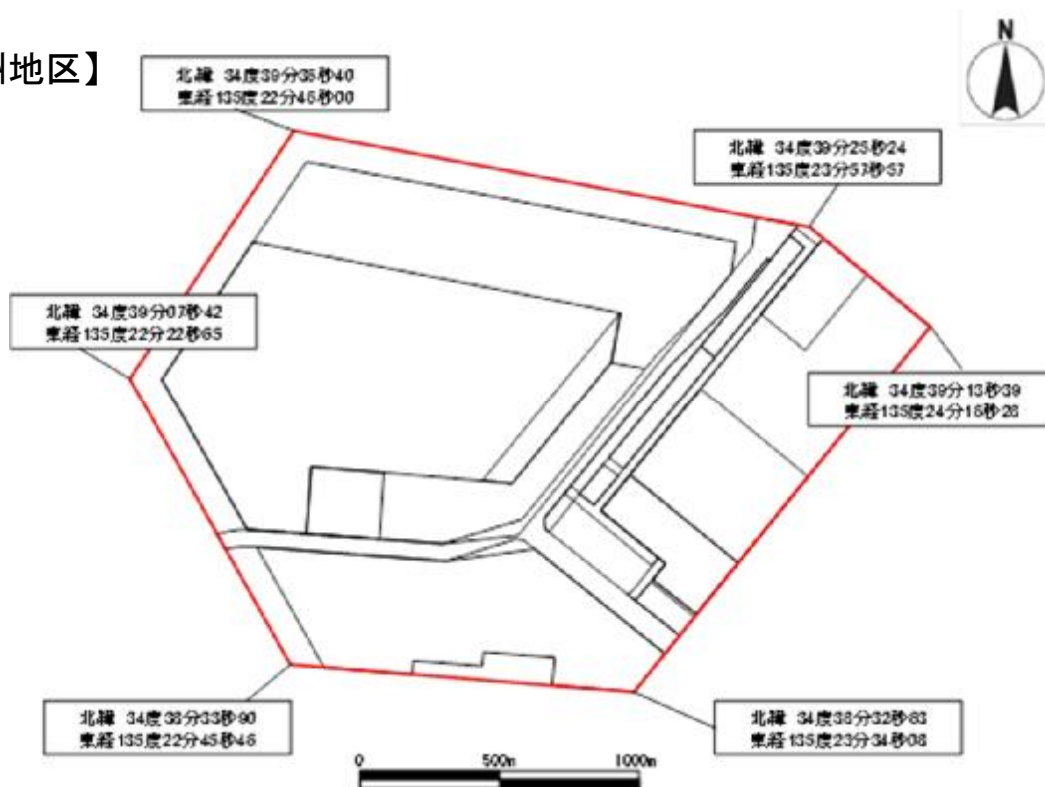 地区】
N
北緯 34度39分35秒40
東経135度22分46秒00
北緯 34度39分25秒24
東経135度23分57秒57
北緯 34度39分07秒42
東経135度22分22秒65
北緯 34度39分13秒39
東経135度24分16秒26
北緯 34度38分33秒90
東経135度22分45秒46
北緯 34度38分32秒63
東経135度23分34秒08
0 500m 1000m